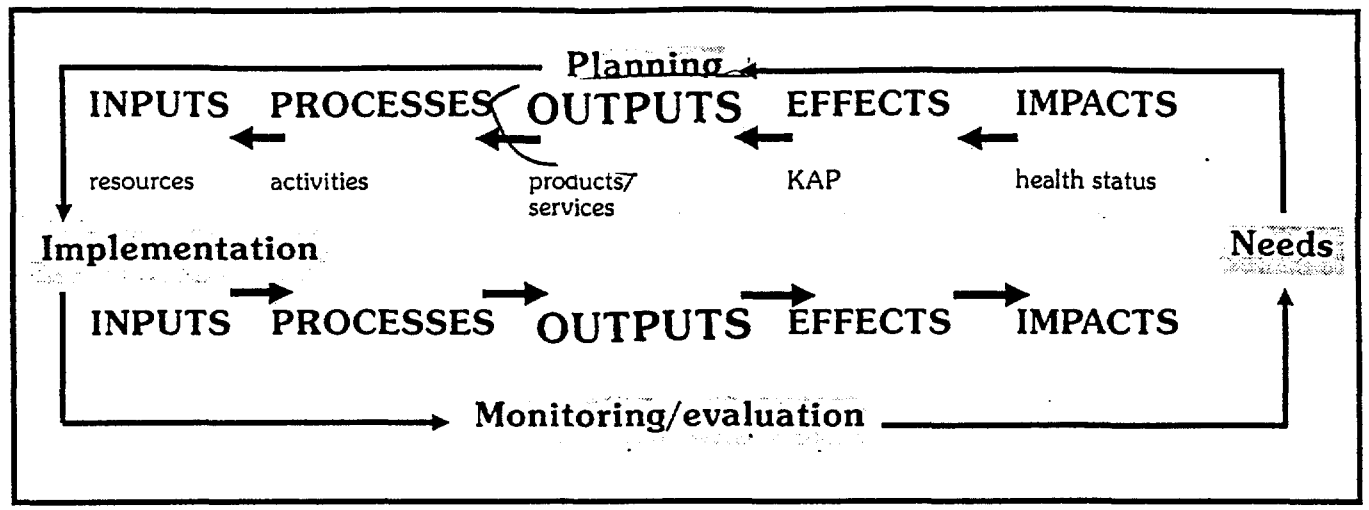 Planning
INPUTS PROCESSES OUTPUTS EFFECTS IMPACTS
resources activities products/ KAP health status
services
Implementation Needs
INPUTS PROCESSES OUTPUTS EFFECTS IMPACTS
Monitoring/evaluation